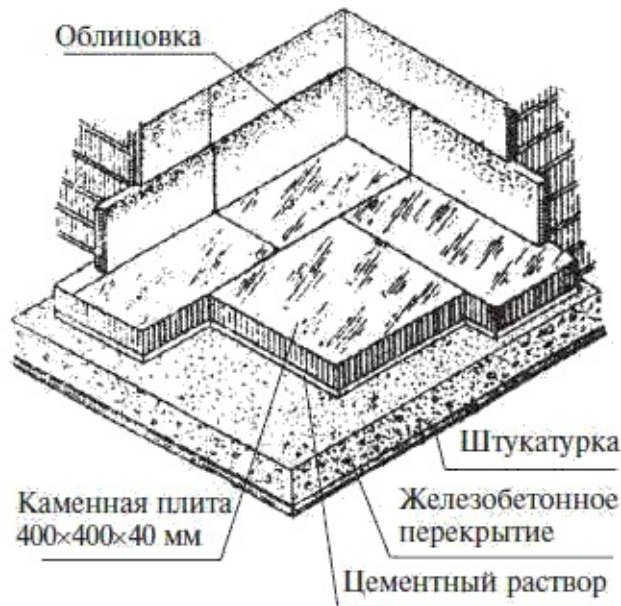 Облицовка
Штукатурка
Каменная плита
400×400×40 мм
Железобетонное
перекрытие
Цементный раствор